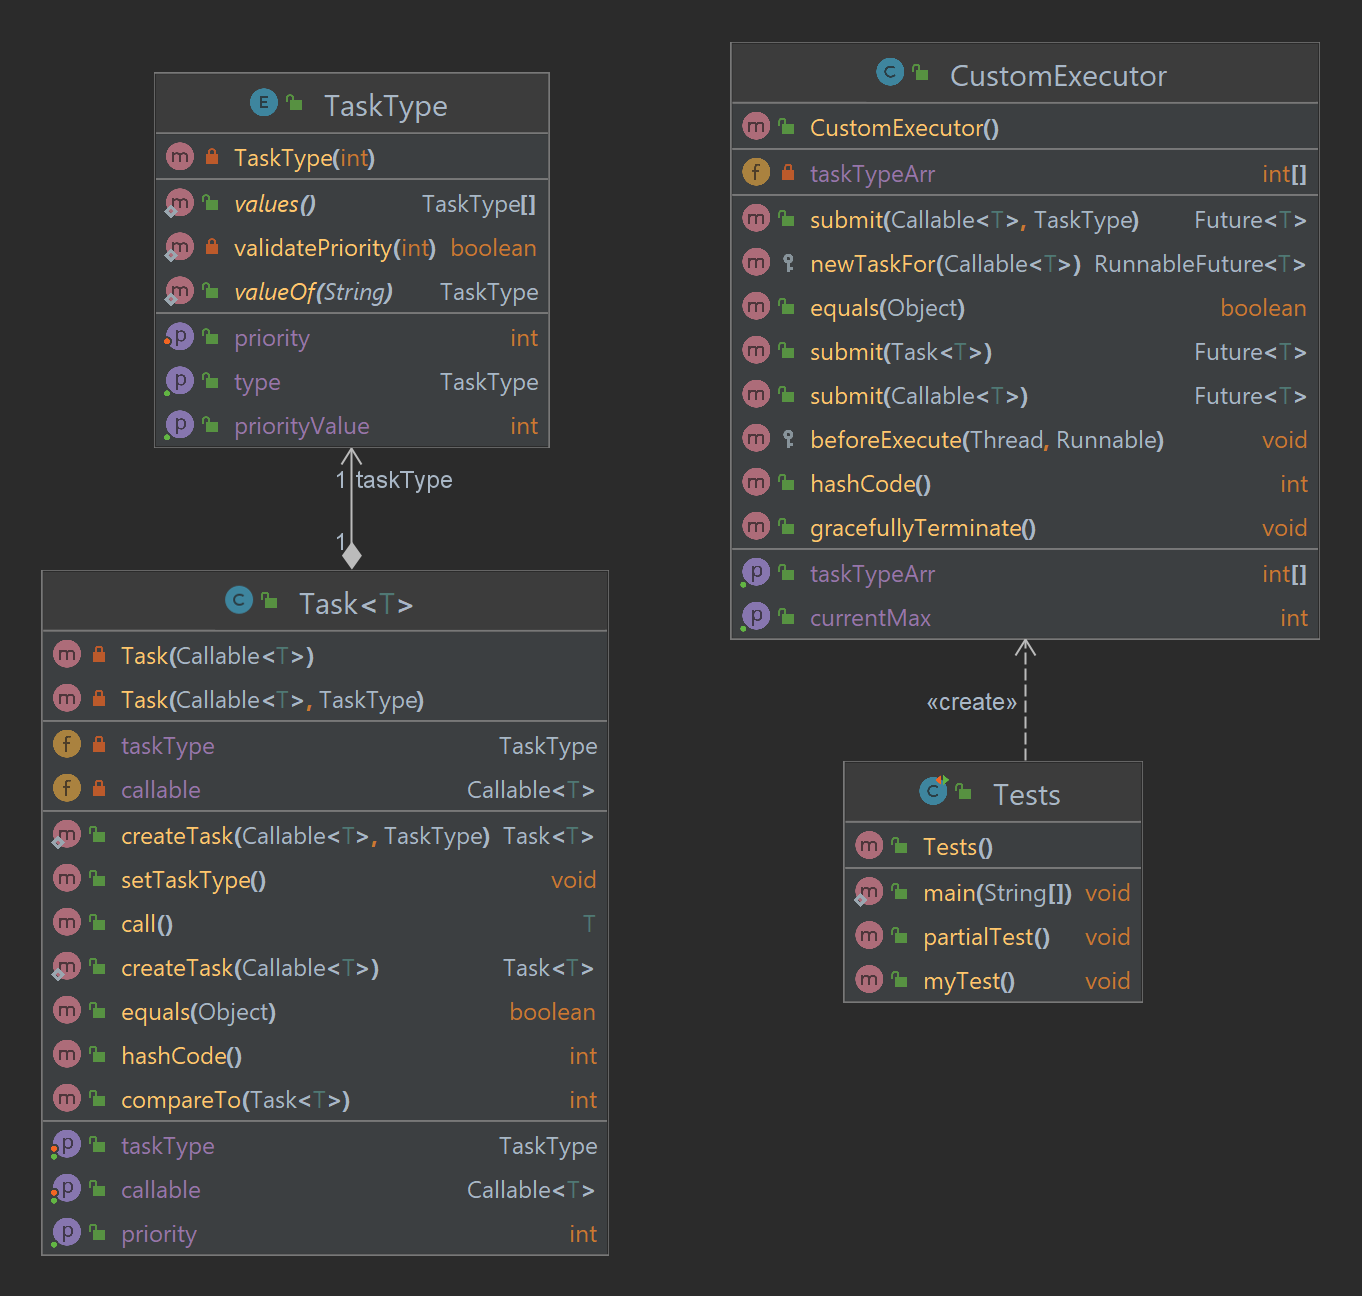 E TaskType
m TaskType(int)
m values() TaskType[]
m validatePriority(int) boolean
m valueOf(String) TaskType
p priority int
p type TaskType
p priorityValue int
1 taskType
1
C Task<T>
m Task(Callable<T>)
m Task(Callable<T>, TaskType)
f taskType TaskType
f callable Callable<T>
m createTask(Callable<T>, TaskType) Task<T>
m setTaskType() void
m call() T
m createTask(Callable<T>) Task<T>
m equals(Object) boolean
m hashCode() int
m compareTo(Task<T>) int
p taskType TaskType
p callable Callable<T>
p priority int
C CustomExecutor
m CustomExecutor()
f taskTypeArr int[]
m submit(Callable<T>, TaskType) Future<T>
m newTaskFor(Callable<T>) RunnableFuture<T>
m equals(Object) boolean
m submit(Task<T>) Future<T>
m submit(Callable<T>) Future<T>
m beforeExecute(Thread, Runnable) void
m hashCode() int
m gracefullyTerminate() void
p taskTypeArr int[]
p currentMax int
«create»
C Tests
m Tests()
m main(String[]) void
m partialTest() void
m myTest() void